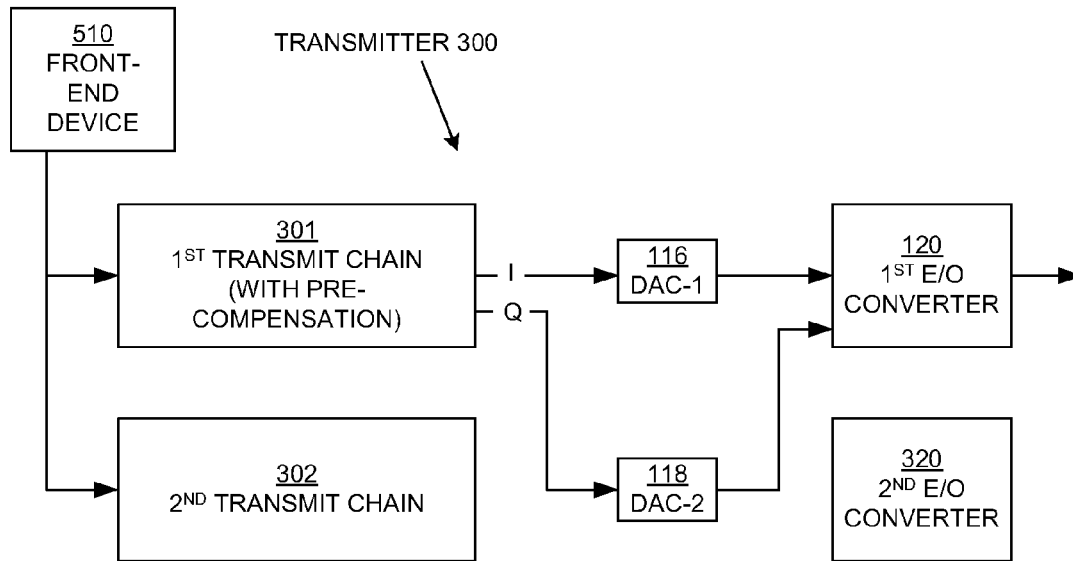 510
FRONT-
END
DEVICE
TRANSMITTER 300
301
1ST TRANSMIT CHAIN
(WITH PRE-
COMPENSATION)
I
Q
116
DAC-1
120
1ST E/O
CONVERTER
302
2ND TRANSMIT CHAIN
118
DAC-2
320
2ND E/O
CONVERTER